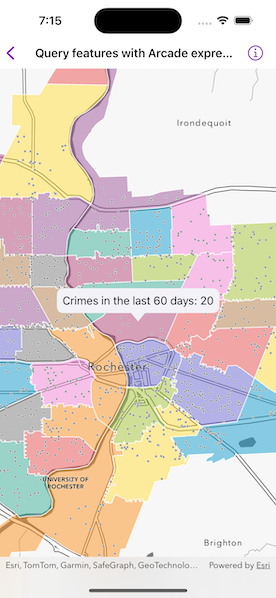 7:15
Query features with Arcade expre...
Irondequoit
Crimes in the last 60 days: 20
Rochester
UNIVERSITY OF
ROCHESTER
Brighton
Esri, TomTom, Garmin, SafeGraph, GeoTechnolo... Powered by Esri